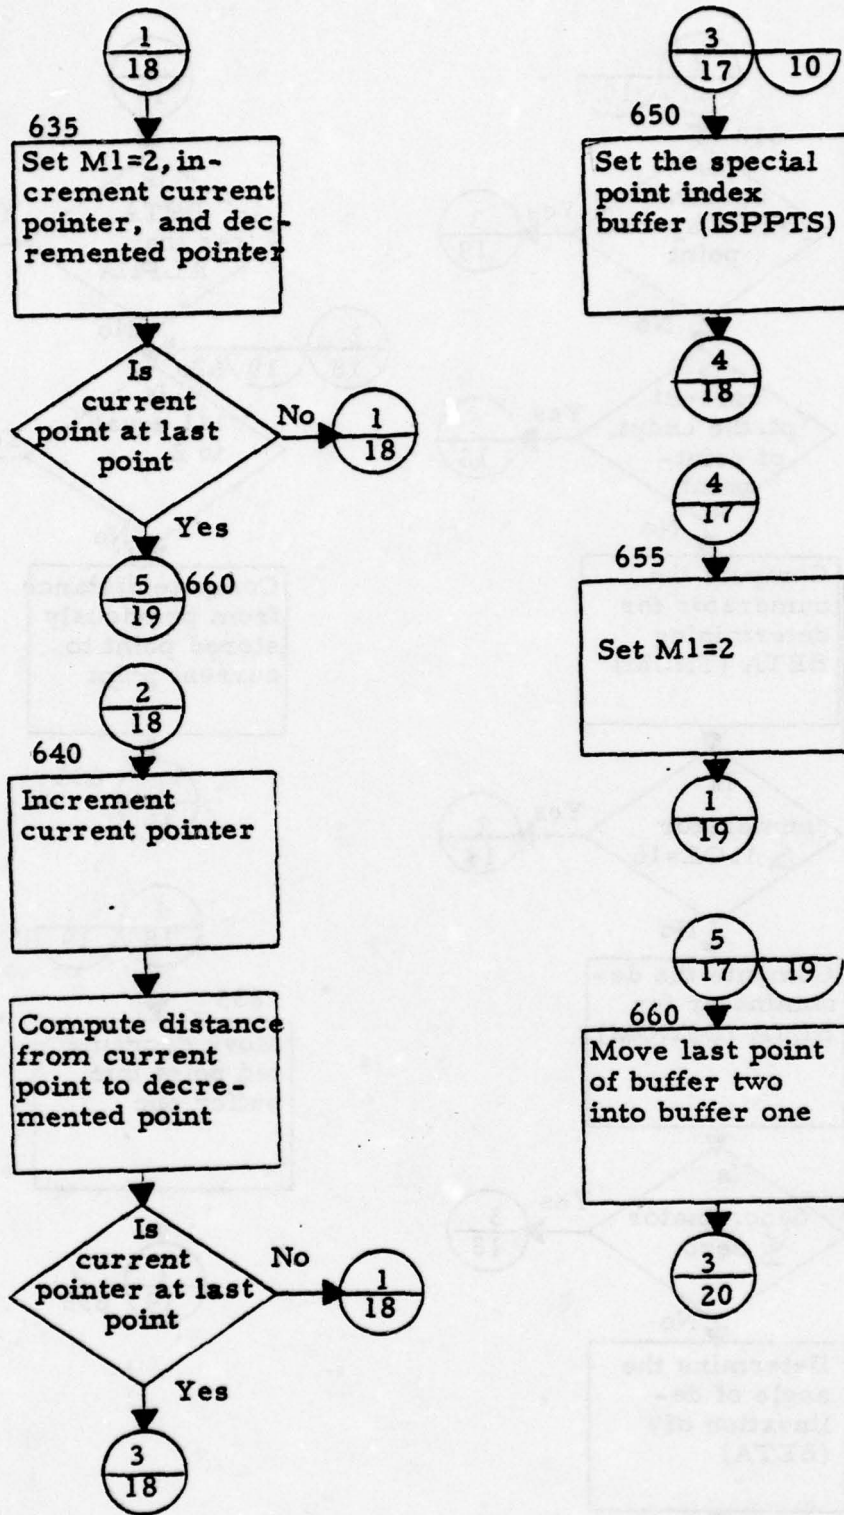 1
18
635
Set M1=2, in-
crement current
pointer, and dec-
remented pointer
Is
current
point at last
point
No
1
18
Yes
5
19
660
2
18
640
Increment
current pointer
Compute distance
from current
point to decre-
mented point
Is
current
pointer at last
point
No
1
18
Yes
3
18
3
17
10
650
Set the special
point index
buffer (ISPPTS)
4
18
4
17
655
Set M1=2
1
19
5
17
19
660
Move last point
of buffer two
into buffer one
3
20